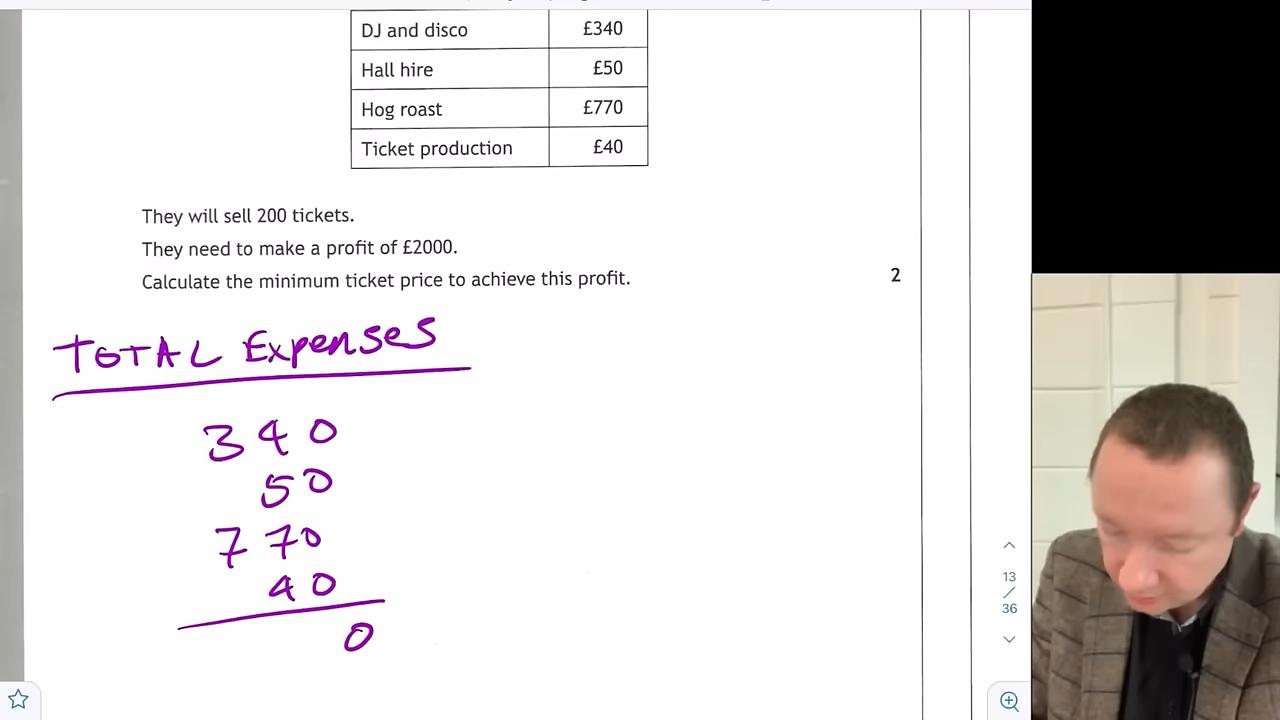 DJ and disco £340
Hall hire £50
Hog roast £770
Ticket production £40
They will sell 200 tickets.
They need to make a profit of £2000.
Calculate the minimum ticket price to achieve this profit. 2
TOTAL Expenses
340
50
770
40
0
13
/
36